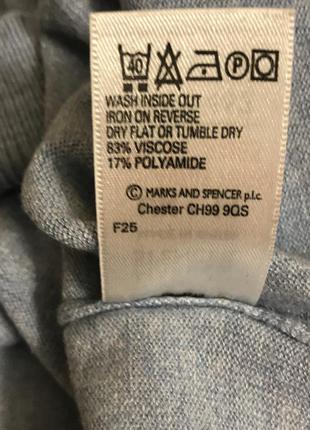 40 P
WASH INSIDE OUT
IRON ON REVERSE
DRY FLAT OR TUMBLE DRY
83% VISCOSE
17% POLYAMIDE
© MARKS AND SPENCER p.l.c.
Chester CH99 9QS
F25